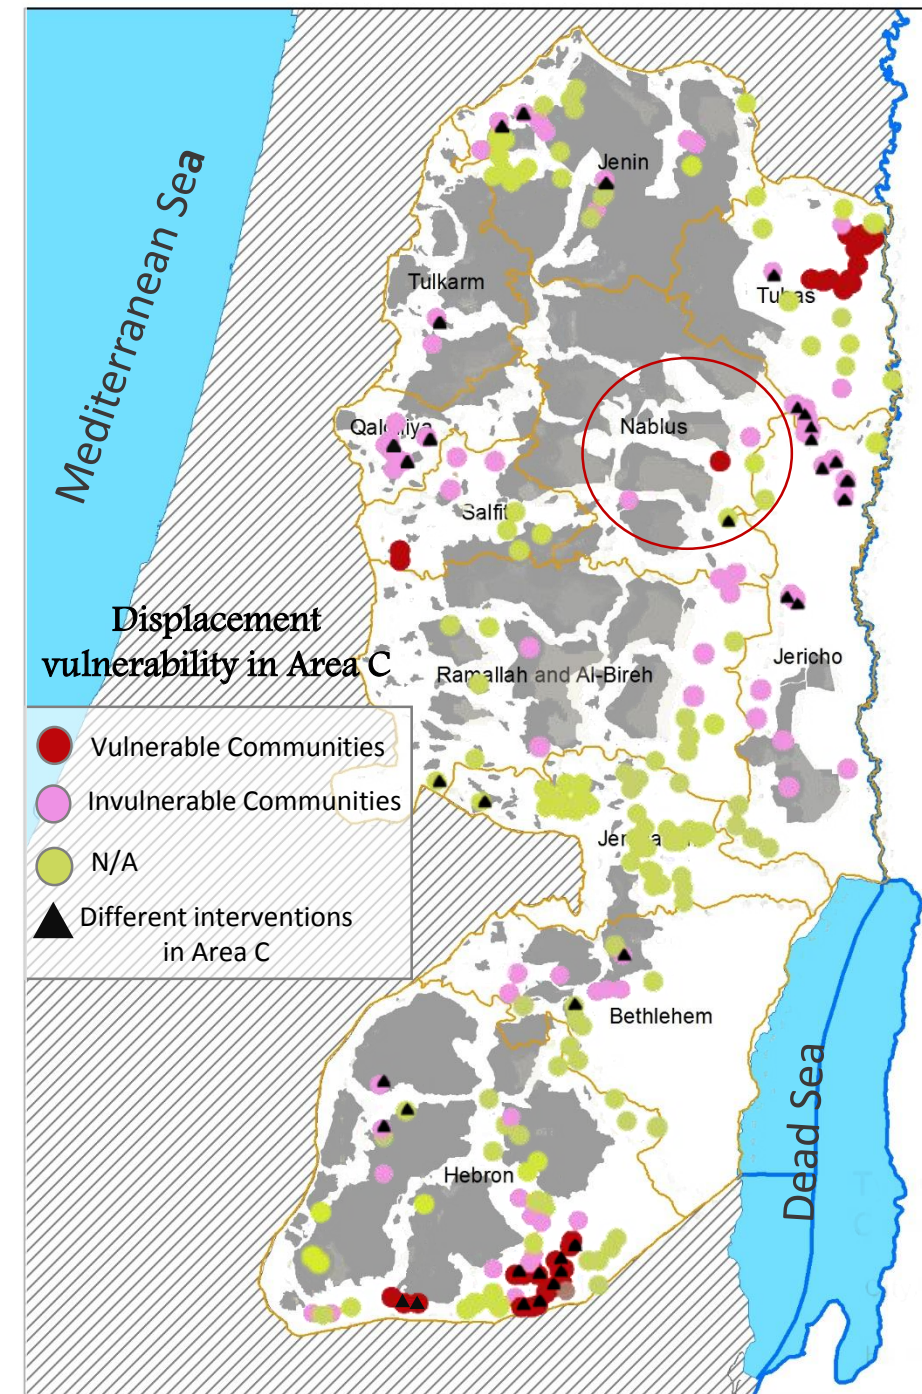 Mediterranean Sea
Jenin
Tulkarm
Tubas
Qalqiliya
Nablus
Salfit
Displacement
vulnerability in Area C
Jericho
Ramallah and Al-Bireh
Vulnerable Communities
Invulnerable Communities
N/A
Different interventions
in Area C
Bethlehem
Dead Sea
Hebron